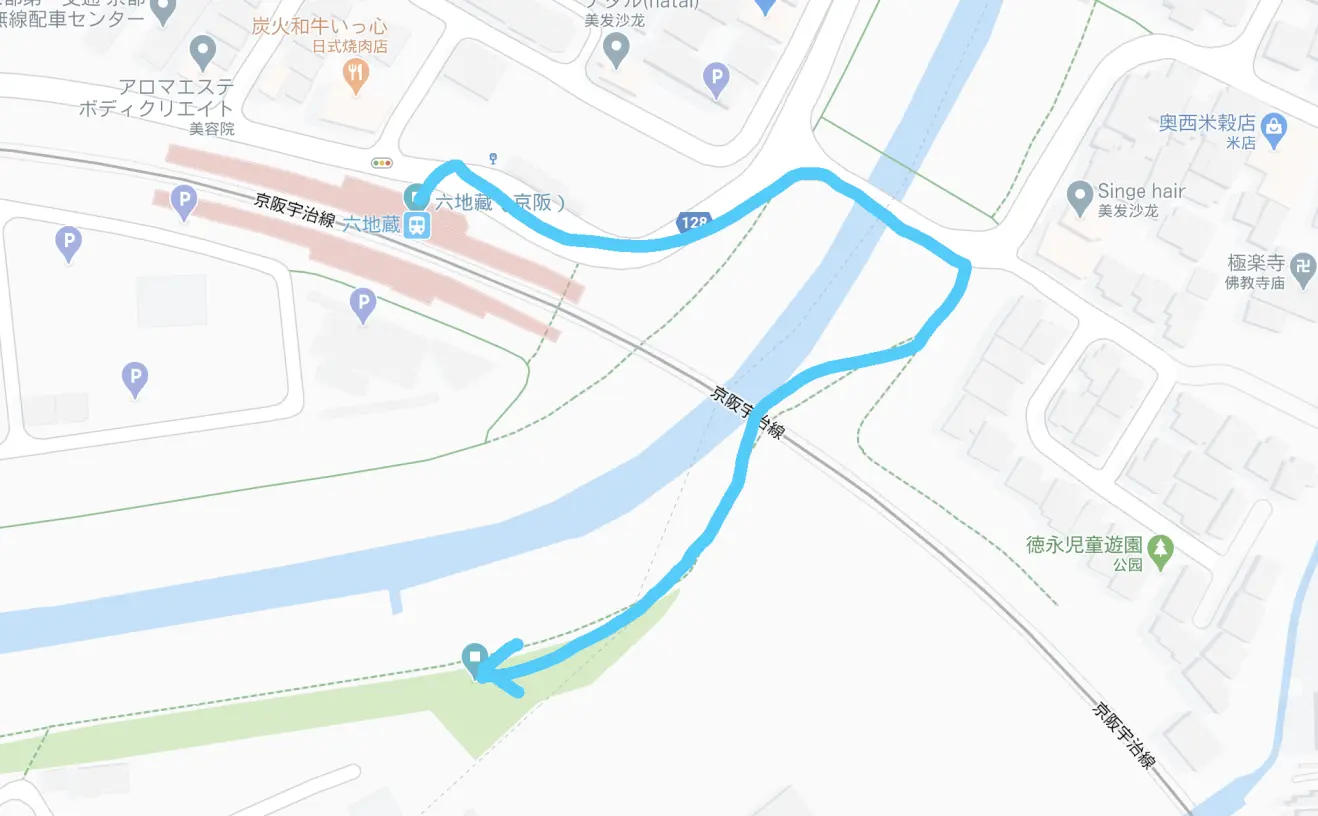 無線配車センター
炭火和牛いっ心
日式烧肉店
アロマエステ
ボディクリエイト
美容院
美发沙龙
P
奥西米穀店
米店
Singe hair
美发沙龙
極楽寺
佛教寺庙
卍
六地蔵（京阪）
六地蔵
京阪宇治線
128
P
P
P
P
京阪宇治線
徳永児童遊園
公园
京阪宇治線